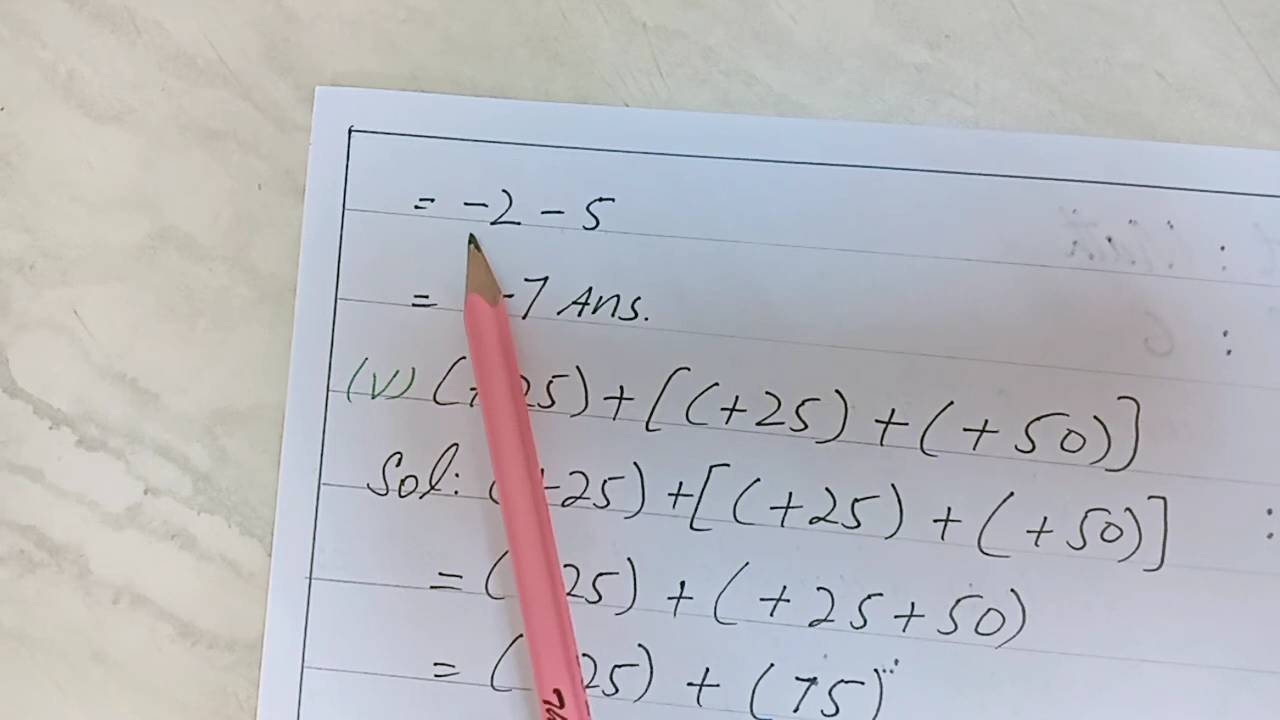 = -2 - 5
= -7 Ans.
(V) (+25) + [(+25) + (+50)]
Sol: (+25) + [(+25) + (+50)]
= ( 25) + (+25+50)
= ( 25) + (75)